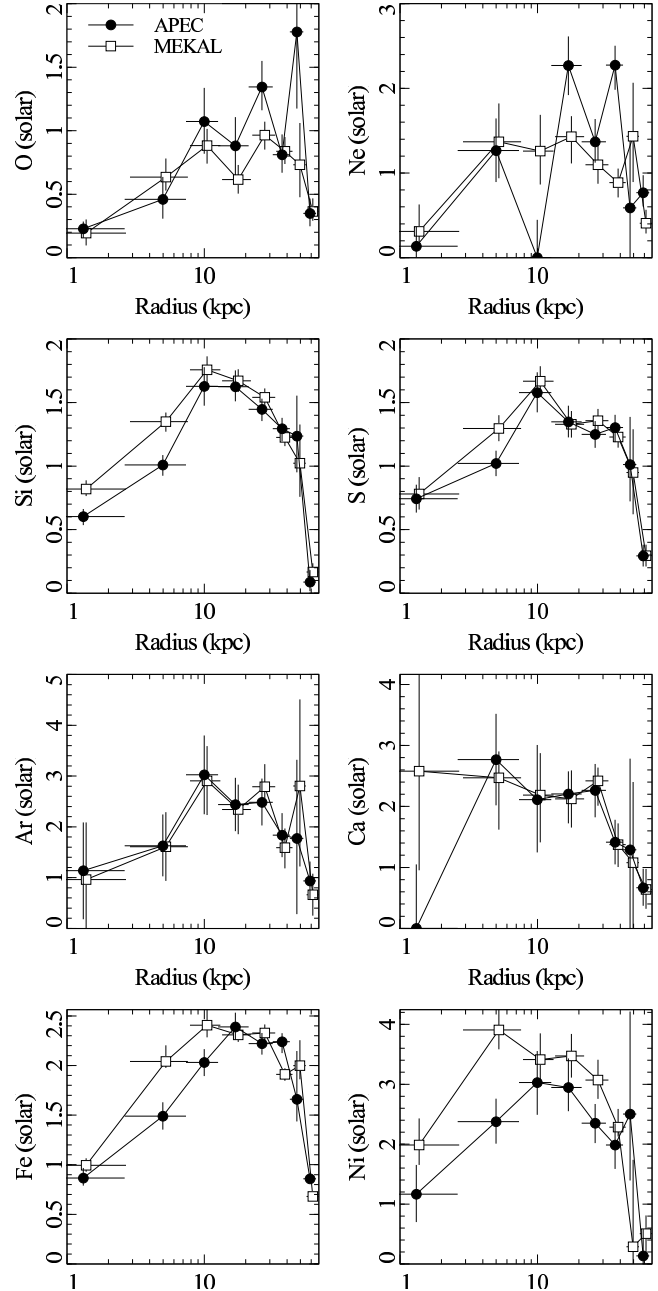 APEC
MEKAL
O (solar)
0 0.5 1 1.5 2
1 10
Radius (kpc)
Ne (solar)
0 1 2 3
1 10
Radius (kpc)
Si (solar)
0 0.5 1 1.5 2
1 10
Radius (kpc)
S (solar)
0 0.5 1 1.5 2
1 10
Radius (kpc)
Ar (solar)
0 1 2 3 4 5
1 10
Radius (kpc)
Ca (solar)
0 1 2 3 4
1 10
Radius (kpc)
Fe (solar)
0 0.5 1 1.5 2 2.5
1 10
Ni (solar)
0 1 2 3 4
1 10